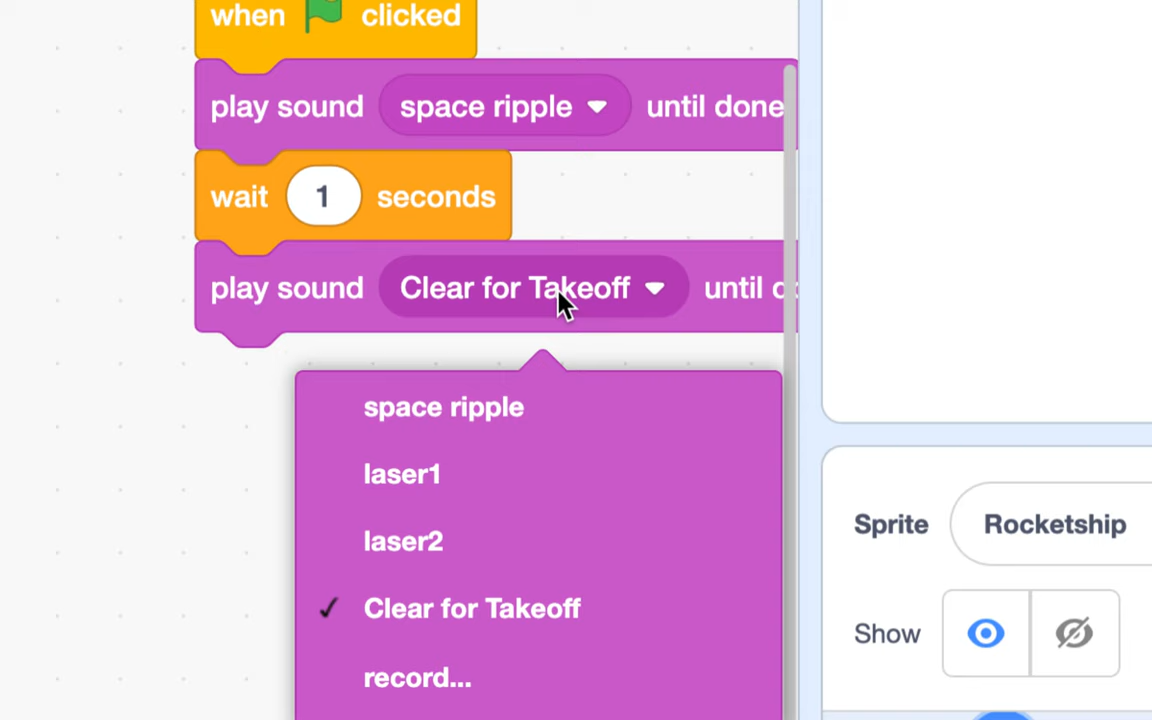 when clicked
play sound space ripple until done
wait 1 seconds
play sound Clear for Takeoff until
space ripple
laser1
laser2
✓ Clear for Takeoff
record...
Sprite Rocketship
Show